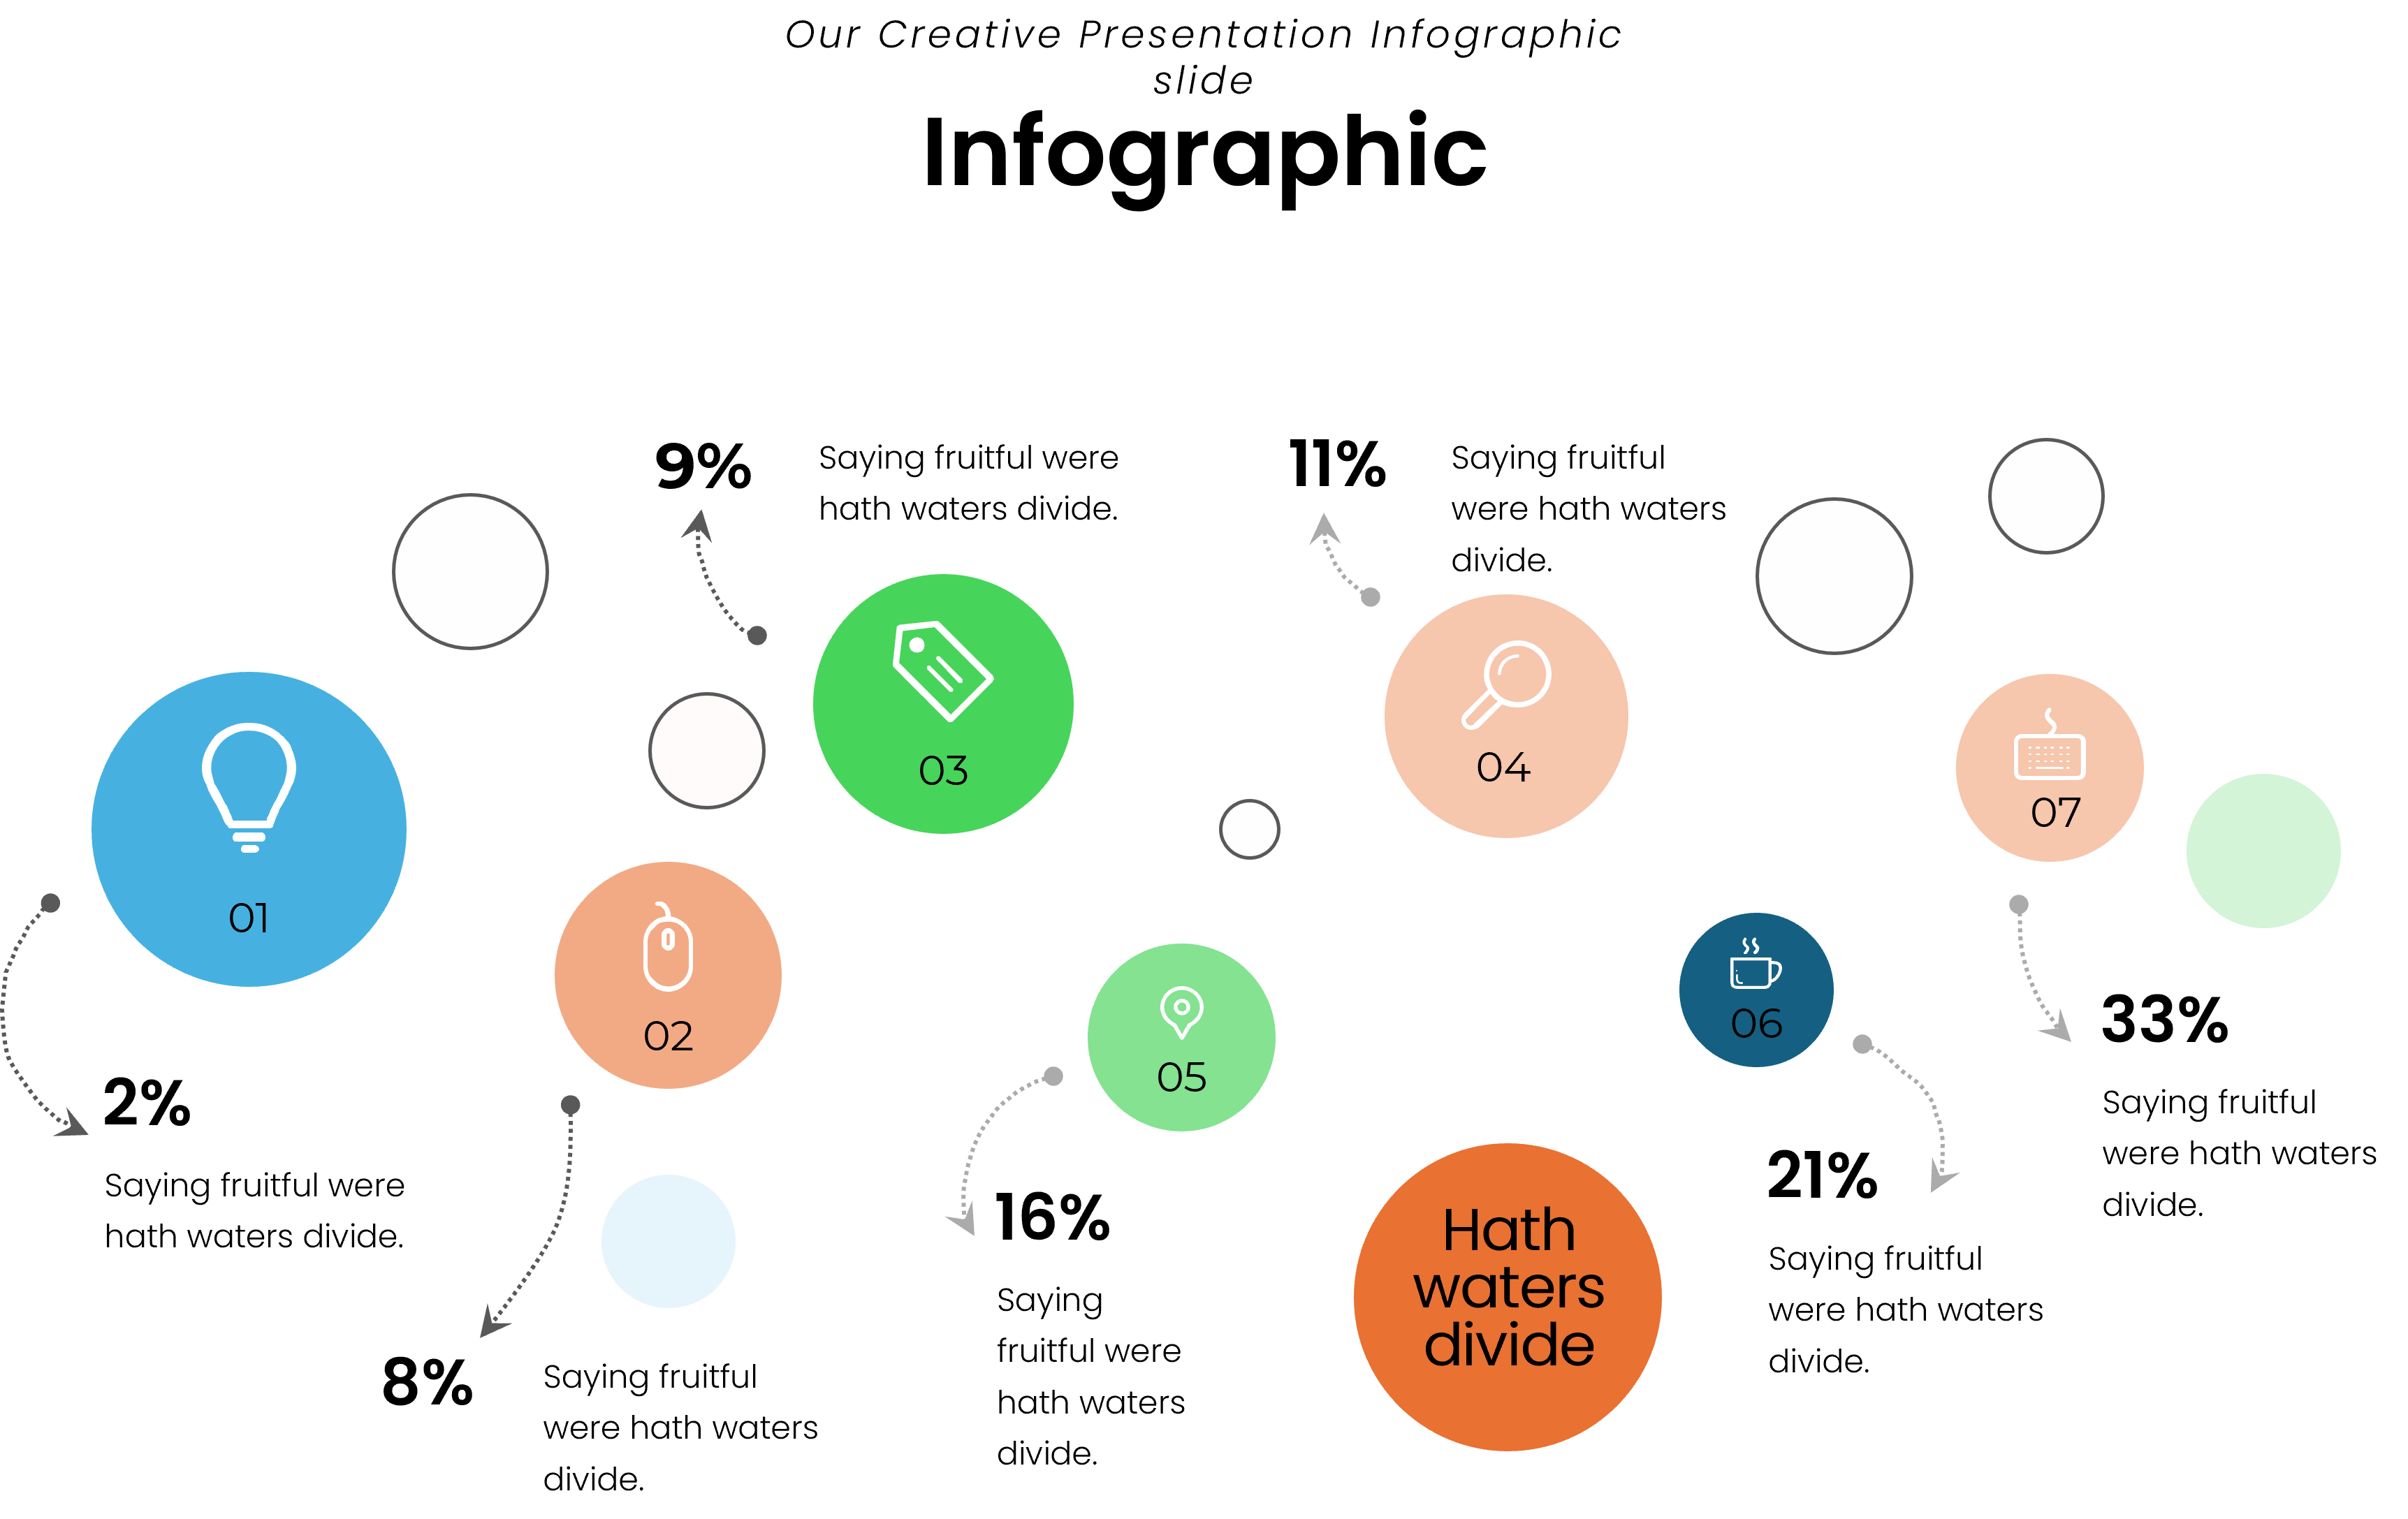 Our Creative Presentation Infographic
slide
Infographic
9%
Saying fruitful were
hath waters divide.
11%
Saying fruitful
were hath waters
divide.
01
2%
Saying fruitful were
hath waters divide.
02
8%
Saying fruitful
were hath waters
divide.
03
04
05
16%
Saying
fruitful were
hath waters
divide.
Hath
waters
divide
06
21%
Saying fruitful
were hath waters
divide.
07
33%
Saying fruitful
were hath waters
divide.